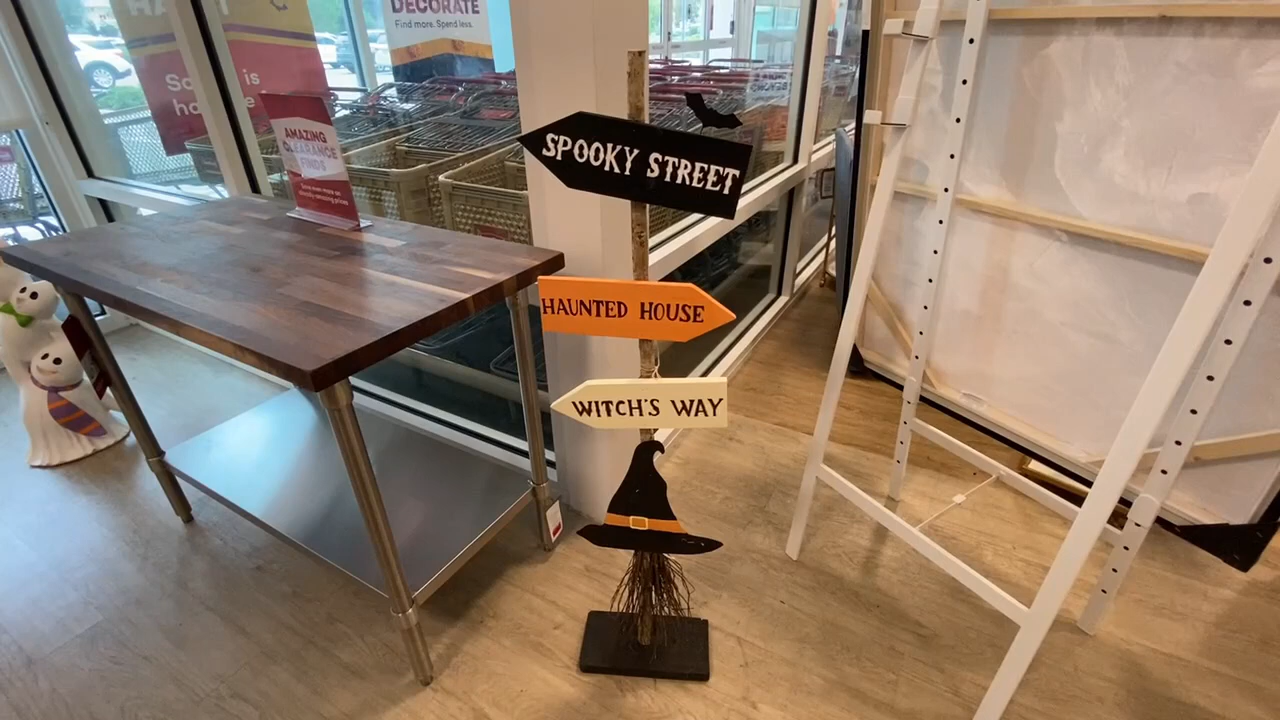 DECORATE
Find more. Spend less.
AMAZING
CLEARANCE
FINDS
SPOOKY STREET
HAUNTED HOUSE
WITCH'S WAY